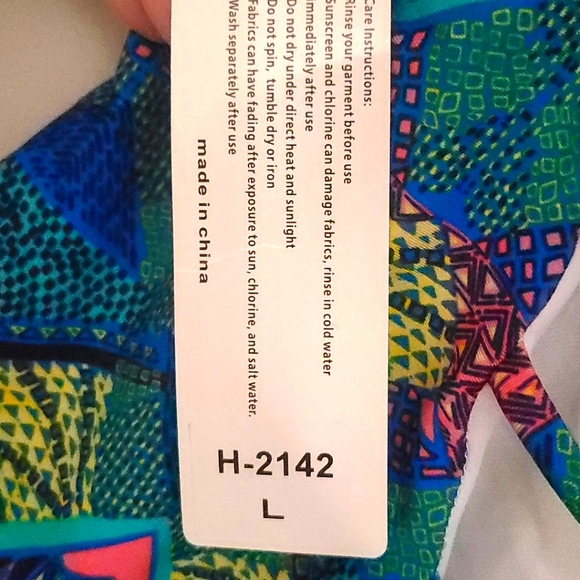 Care Instructions:
Rinse your garment before use
Sunscreen and chlorine can damage fabrics, rinse in cold water
immediately after use
Do not dry under direct heat and sunlight
Do not spin, tumble dry or iron
Fabrics can have fading after exposure to sun, chlorine, and salt water.
Wash separately after use
made in china
H-2142
L